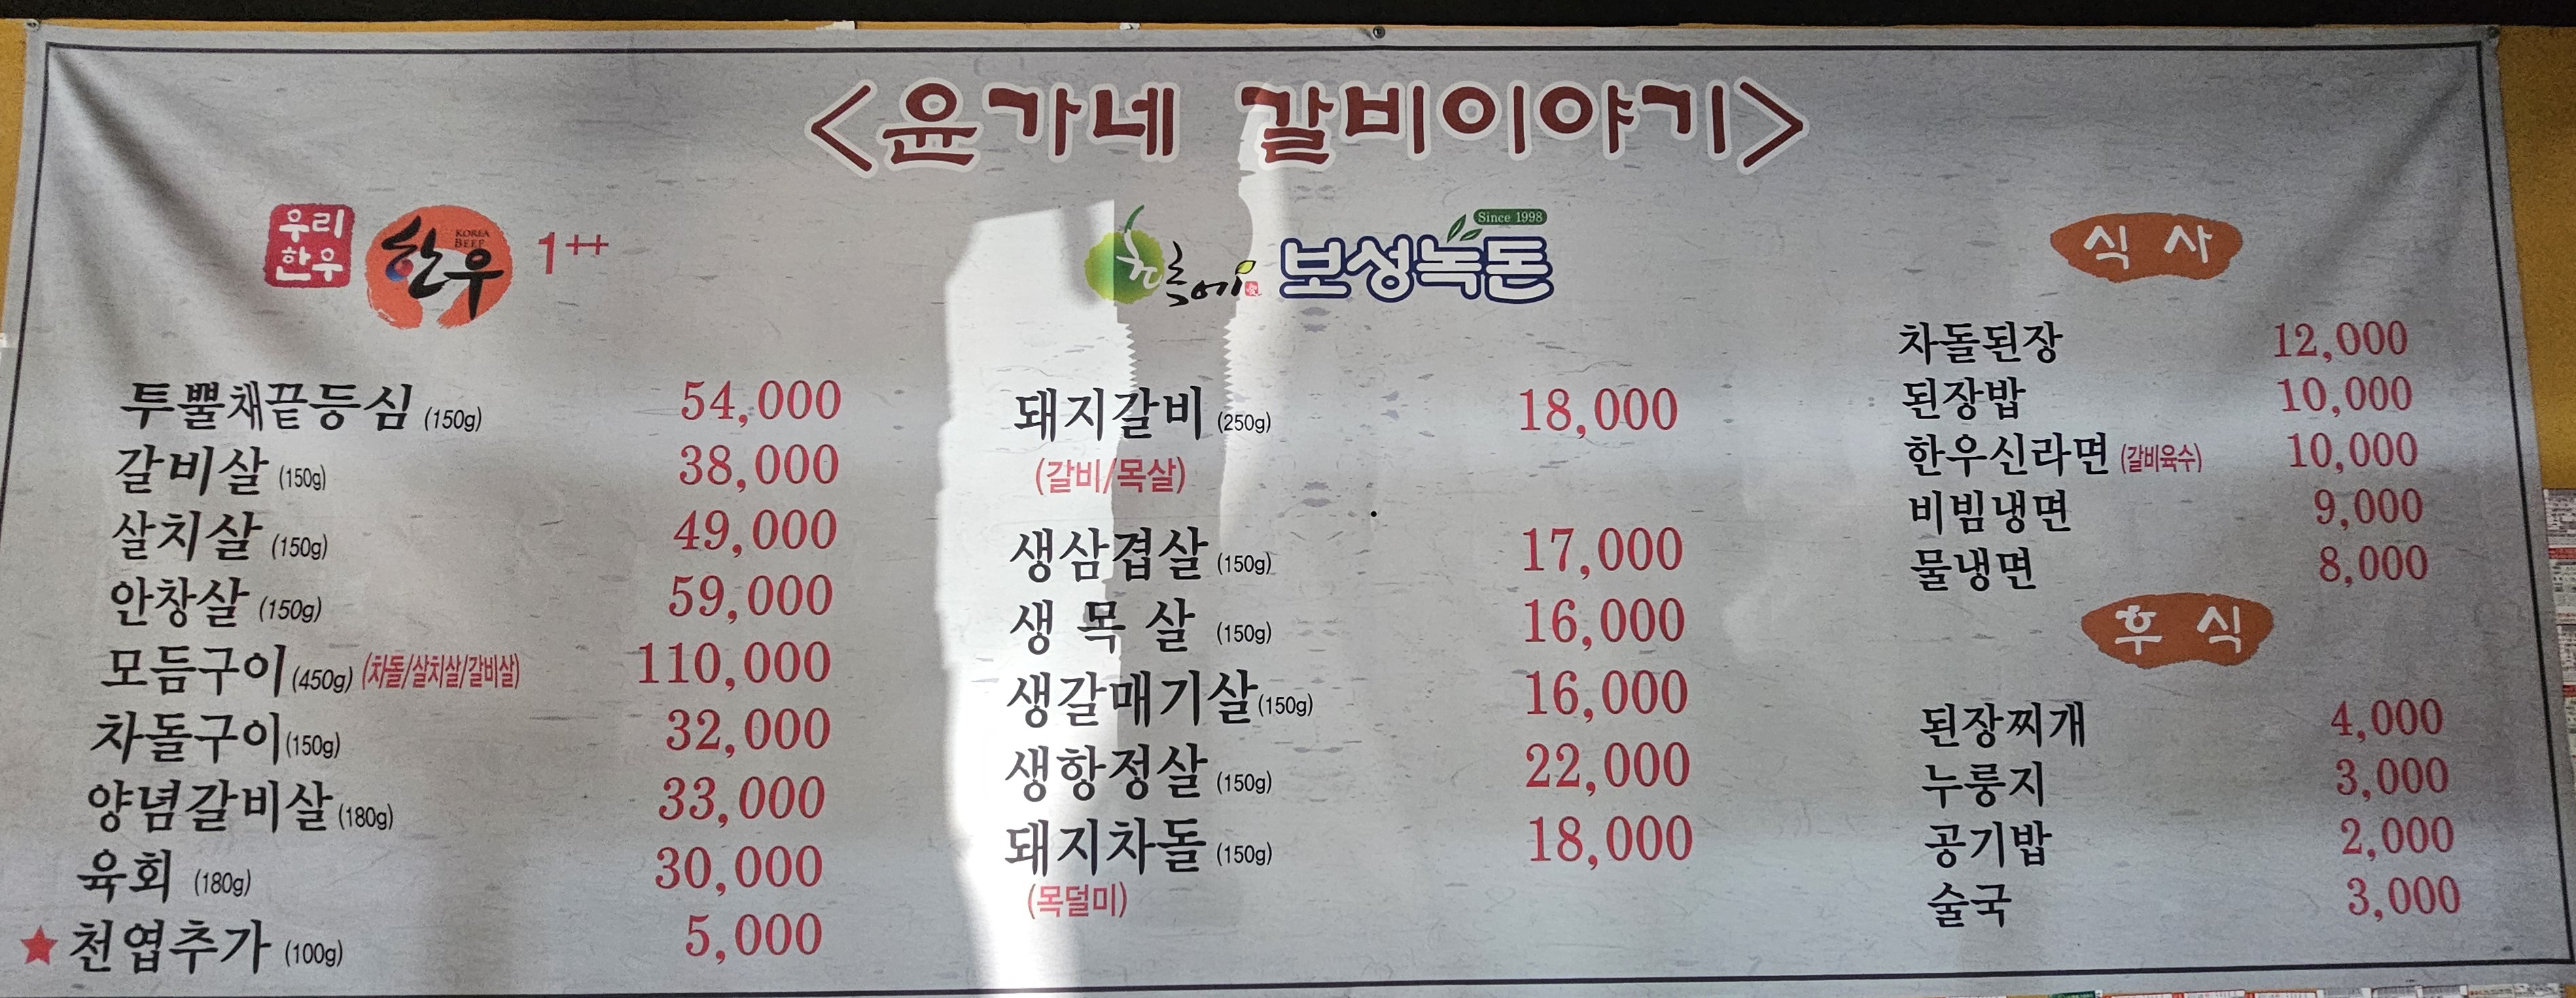 <윤가네 갈비이야기>
우리
한우
KOREA
BEEF
한우
1++
투뿔채끝등심 (150g) 54,000
갈비살 (150g) 38,000
살치살 (150g) 49,000
안창살 (150g) 59,000
모듬구이 (450g) (차돌/살치살/갈비살) 110,000
차돌구이 (150g) 32,000
양념갈비살 (180g) 33,000
육회 (180g) 30,000
★ 천엽추가 (100g) 5,000
Since 1998
보성녹돈
돼지갈비 (250g) 18,000
(갈비/목살)
생삼겹살 (150g) 17,000
생 목 살 (150g) 16,000
생갈매기살 (150g) 16,000
생항정살 (150g) 22,000
돼지차돌 (150g) 18,000
(목덜미)
식 사
차돌된장 12,000
된장밥 10,000
한우신라면 (갈비육수) 10,000
비빔냉면 9,000
물냉면 8,000
후 식
된장찌개 4,000
누룽지 3,000
공기밥 2,000
술국 3,000